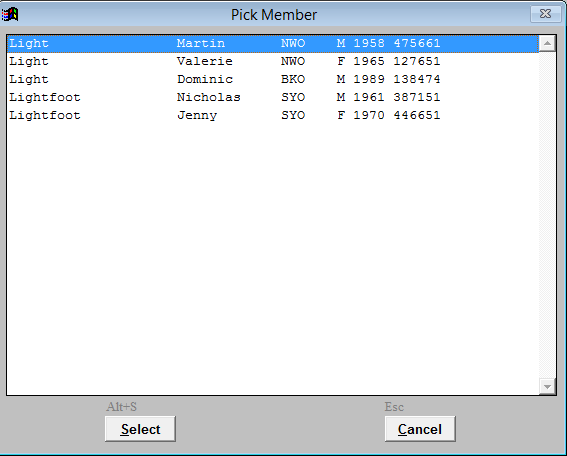 Pick Member
Light Martin NWO M 1958 475661
Light Valerie NWO F 1965 127651
Light Dominic BKO M 1989 138474
Lightfoot Nicholas SYO M 1961 387151
Lightfoot Jenny SYO F 1970 446651
Alt+S Esc
Select Cancel